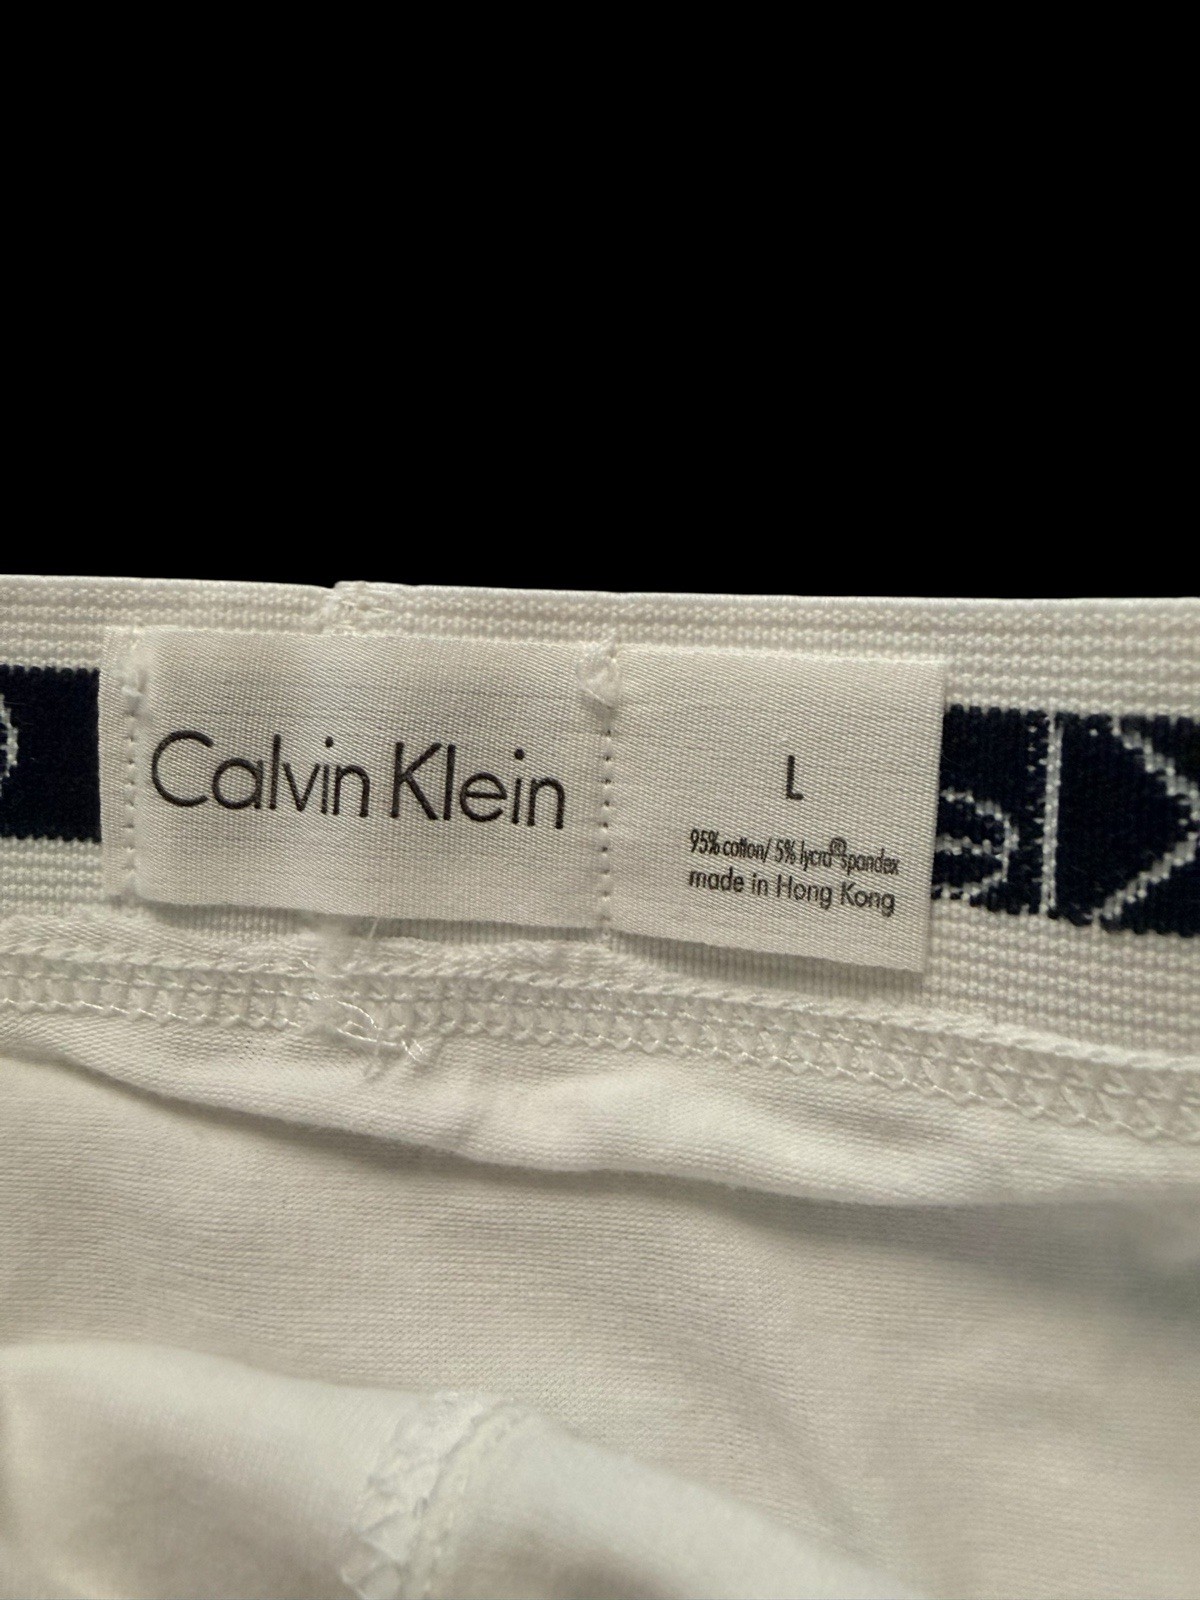 Calvin Klein
L
95% cotton/ 5% lycra® spandex
made in Hong Kong